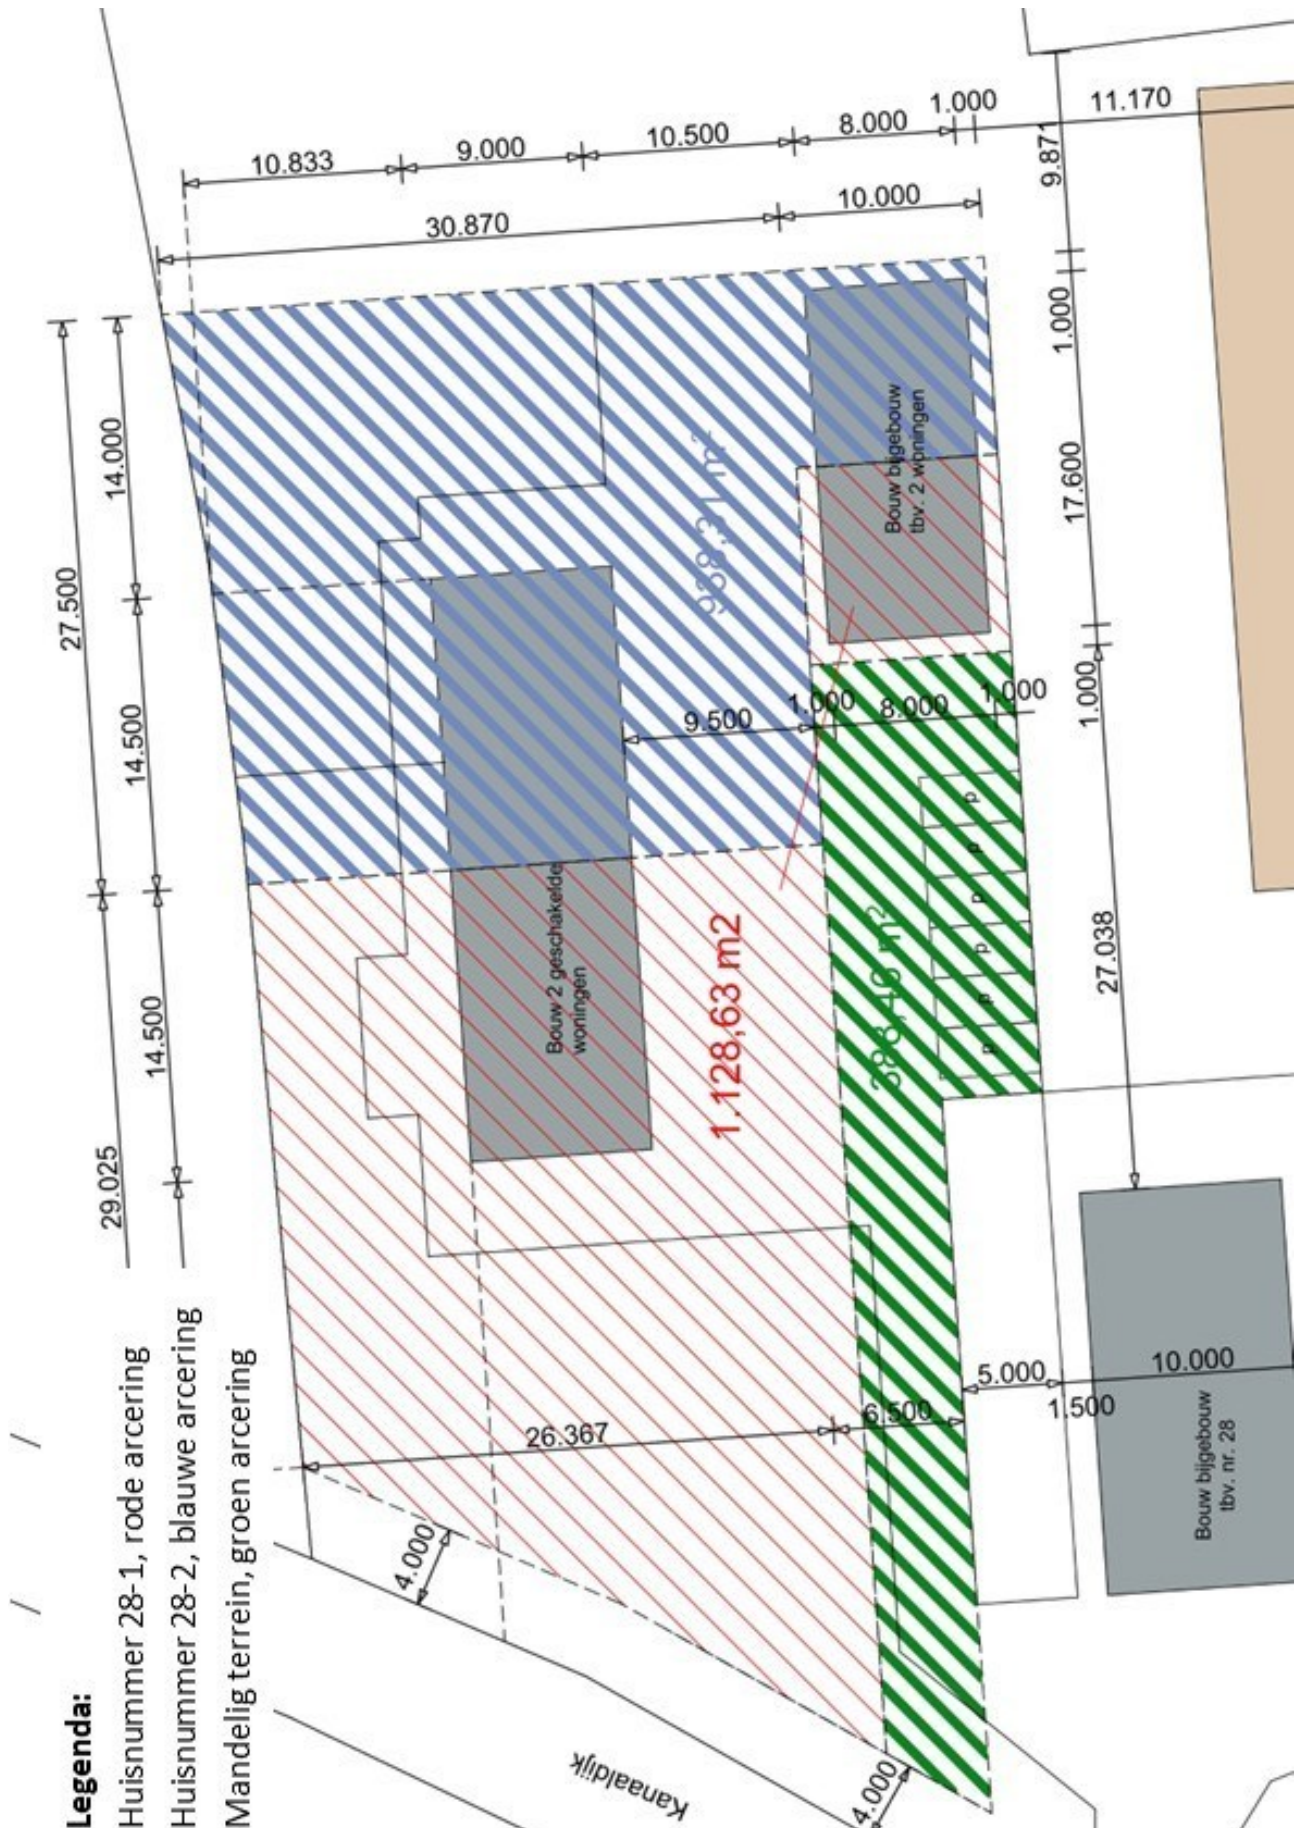 1.000
11.170
8.000
10.500
9.000
10.833
9.871
10.000
30.870
1.000
14.000
Bouw bijgebouw
tbv. 2 woningen
17.600
27.500
1.000
1.000
8.000
1.000
9.500
14.500
p
p
p
p
p
p
27.038
1.128,63 m2
Bouw 2 geschakelde
woningen
14.500
29.025
10.000
5.000
1.500
6.500
26.367
Bouw bijgebouw
tbv. nr. 28
4.000
4.000
Kanaaldijk
Legenda:
Huisnummer 28-1, rode arcering
Huisnummer 28-2, blauwe arcering
Mandelig terrein, groen arcering